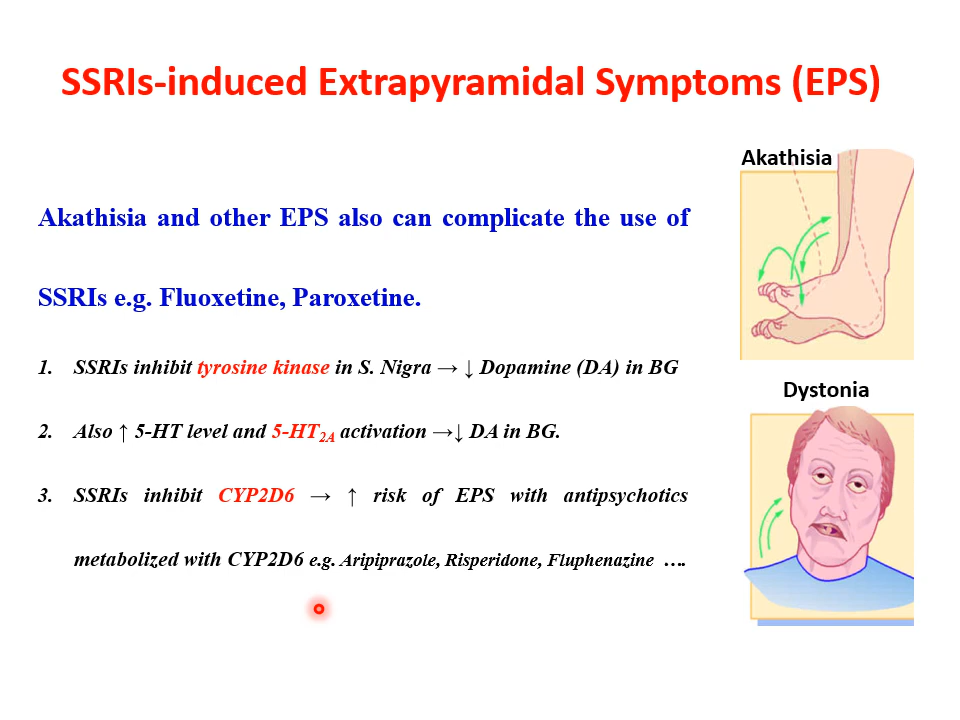 SSRIs-induced Extrapyramidal Symptoms (EPS)
Akathisia and other EPS also can complicate the use of
SSRIs e.g. Fluoxetine, Paroxetine.
1. SSRIs inhibit tyrosine kinase in S. Nigra → ↓ Dopamine (DA) in BG
2. Also ↑ 5-HT level and 5-HT2A activation →↓ DA in BG.
3. SSRIs inhibit CYP2D6 → ↑ risk of EPS with antipsychotics
metabolized with CYP2D6 e.g. Aripiprazole, Risperidone, Fluphenazine ….
Akathisia
Dystonia